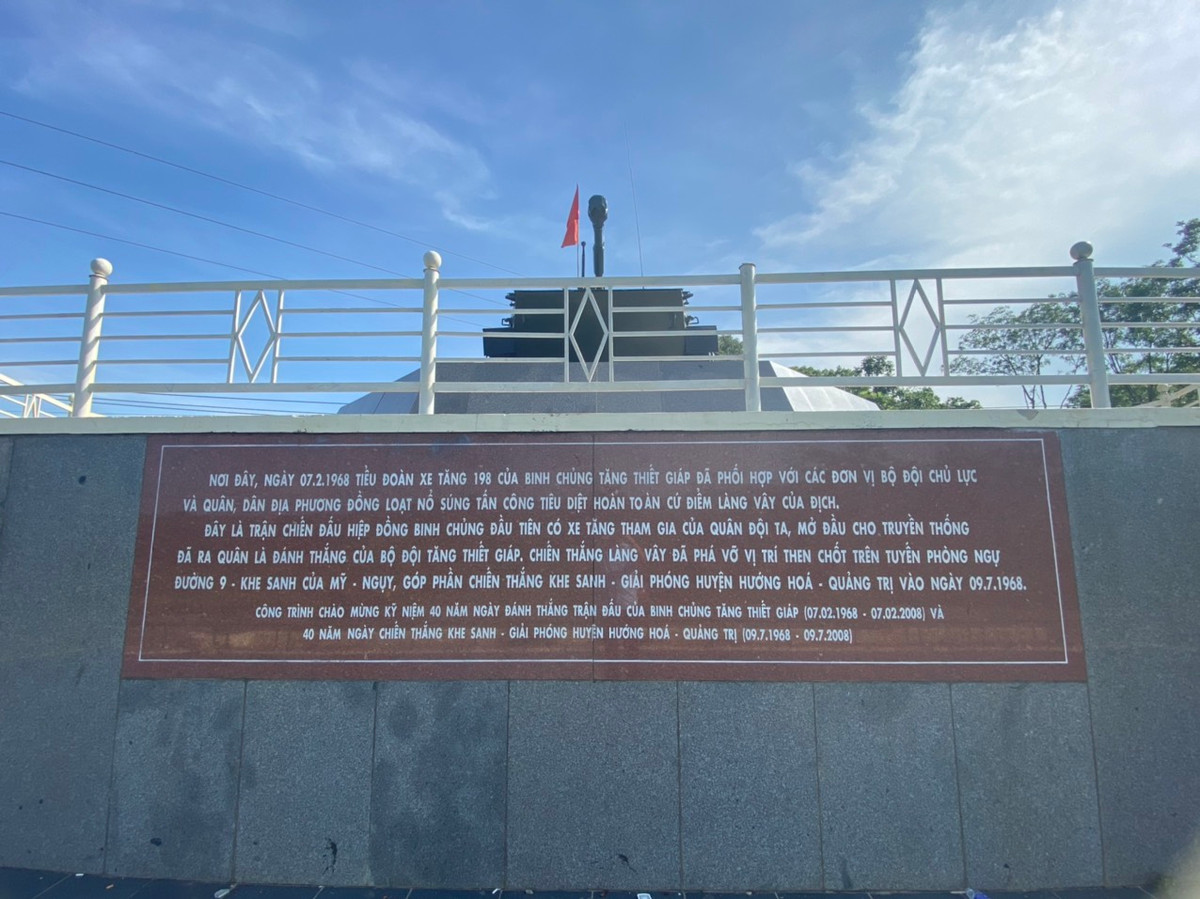 NƠI ĐÂY, NGÀY 07.2.1968 TIỂU ĐOÀN XE TĂNG 198 CỦA BINH CHỦNG TĂNG THIẾT GIÁP ĐÃ PHỐI HỢP VỚI CÁC ĐƠN VỊ BỘ ĐỘI CHỦ LỰC
VÀ QUÂN, DÂN ĐỊA PHƯƠNG ĐỒNG LOẠT NỔ SÚNG TẤN CÔNG TIÊU DIỆT HOÀN TOÀN CỨ ĐIỂM LÀNG VÂY CỦA ĐỊCH.
ĐÂY LÀ TRẬN CHIẾN ĐẤU HIỆP ĐỒNG BINH CHỦNG ĐẦU TIÊN CÓ XE TĂNG THAM GIA CỦA QUÂN ĐỘI TA, MỞ ĐẦU CHO TRUYỀN THỐNG
ĐÃ RA QUÂN LÀ ĐÁNH THẮNG CỦA BỘ ĐỘI TĂNG THIẾT GIÁP. CHIẾN THẮNG LÀNG VÂY ĐÃ PHÁ VỠ VỊ TRÍ THEN CHỐT TRÊN TUYẾN PHÒNG NGỰ
ĐƯỜNG 9 - KHE SANH CỦA MỸ - NGỤY, GÓP PHẦN CHIẾN THẮNG KHE SANH - GIẢI PHÓNG HUYỆN HƯỚNG HOÁ - QUẢNG TRỊ VÀO NGÀY 09.7.1968.
CÔNG TRÌNH CHÀO MỪNG KỶ NIỆM 40 NĂM NGÀY ĐÁNH THẮNG TRẬN ĐẦU CỦA BINH CHỦNG TĂNG THIẾT GIÁP (07.02.1968 - 07.02.2008) VÀ
40 NĂM NGÀY CHIẾN THẮNG KHE SANH - GIẢI PHÓNG HUYỆN HƯỚNG HOÁ - QUẢNG TRỊ (09.7.1968 - 09.7.2008)